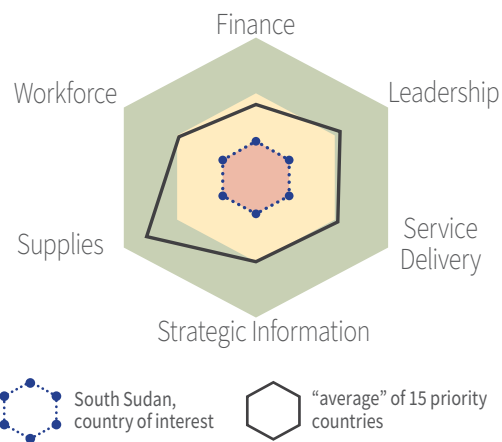 Finance
Workforce
Leadership
Supplies
Service
Delivery
Strategic Information
South Sudan,
country of interest
“average” of 15 priority
countries